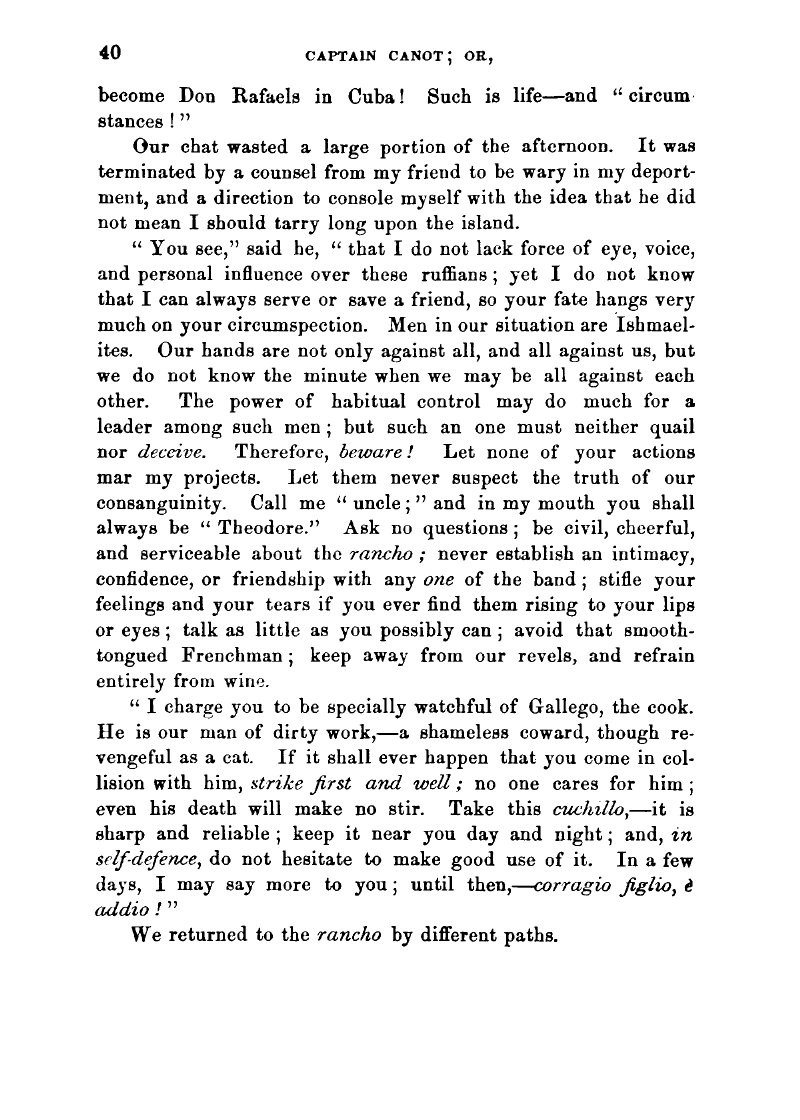 40 CAPTAIN CANOT; OR,
become Don Rafaels in Cuba! Such is life—and "circum-
stances!"
Our chat wasted a large portion of the afternoon. It was
terminated by a counsel from my friend to be wary in my deport-
ment, and a direction to console myself with the idea that he did
not mean I should tarry long upon the island.
"You see," said he, "that I do not lack force of eye, voice,
and personal influence over these ruffians; yet I do not know
that I can always serve or save a friend, so your fate hangs very
much on your circumspection. Men in our situation are Ishmael-
ites. Our hands are not only against all, and all against us, but
we do not know the minute when we may be all against each
other. The power of habitual control may do much for a
leader among such men; but such an one must neither quail
nor deceive. Therefore, beware! Let none of your actions
mar my projects. Let them never suspect the truth of our
consanguinity. Call me "uncle;" and in my mouth you shall
always be "Theodore." Ask no questions; be civil, cheerful,
and serviceable about the rancho; never establish an intimacy,
confidence, or friendship with any one of the band; stifle your
feelings and your tears if you ever find them rising to your lips
or eyes; talk as little as you possibly can; avoid that smooth-
tongued Frenchman; keep away from our revels, and refrain
entirely from wine.
"I charge you to be specially watchful of Gallego, the cook.
He is our man of dirty work,—a shameless coward, though re-
vengeful as a cat. If it shall ever happen that you come in col-
lision with him, strike first and well; no one cares for him;
even his death will make no stir. Take this cuchillo,—it is
sharp and reliable; keep it near you day and night; and, in
self-defence, do not hesitate to make good use of it. In a few
days, I may say more to you; until then,—corragio figlio, è
addio!"
We returned to the rancho by different paths.